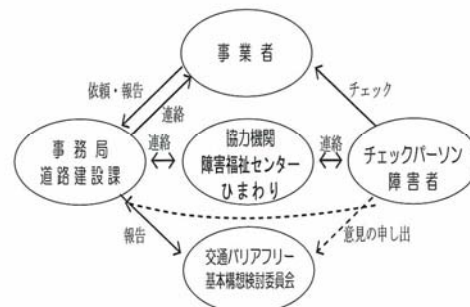 事業者
依頼・報告
連絡
チェック
事務局
道路建設課
連絡
協力機関
障害福祉センター
ひまわり
連絡
チェックパーソン
障害者
報告
意見の申し出
交通バリアフリー
基本構想検討委員会